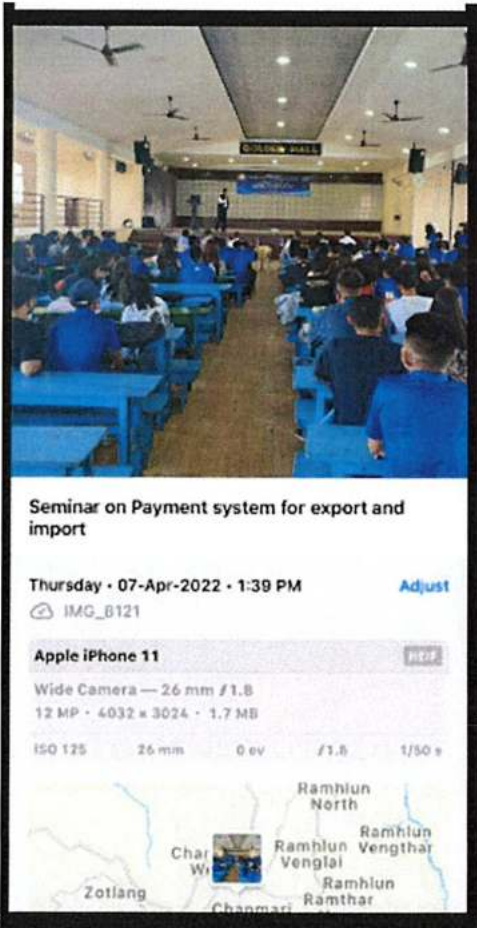 GOLDEN HALL
Seminar on Payment system for export and
import
Thursday • 07-Apr-2022 • 1:39 PM
Adjust
IMG_8121
Apple iPhone 11
HEIF
Wide Camera — 26 mm ƒ1.8
12 MP • 4032 × 3024 • 1.7 MB
ISO 125 26 mm 0 ev ƒ1.8 1/50 s
Ramhlun
North
Ramhlun
Vengthar
Ramhlun
Venglai
Zotlang
Ramhlun
Ramthar
Chanmari